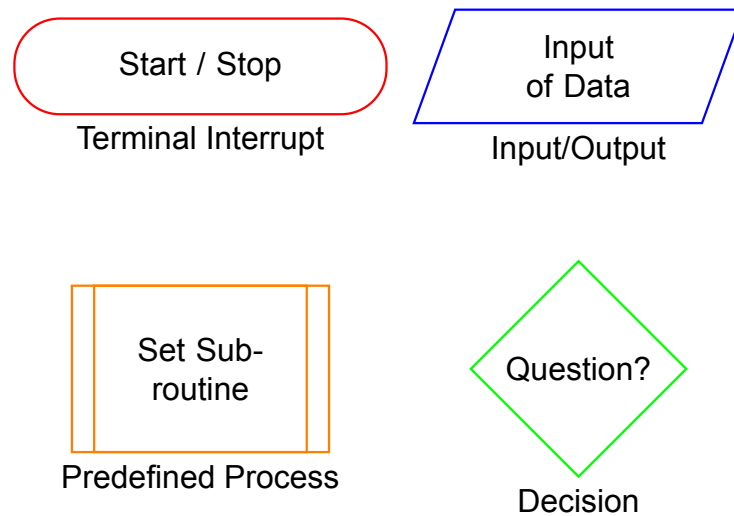 Start / Stop
Terminal Interrupt
Input
of Data
Input/Output
Set Sub-
routine
Predefined Process
Question?
Decision